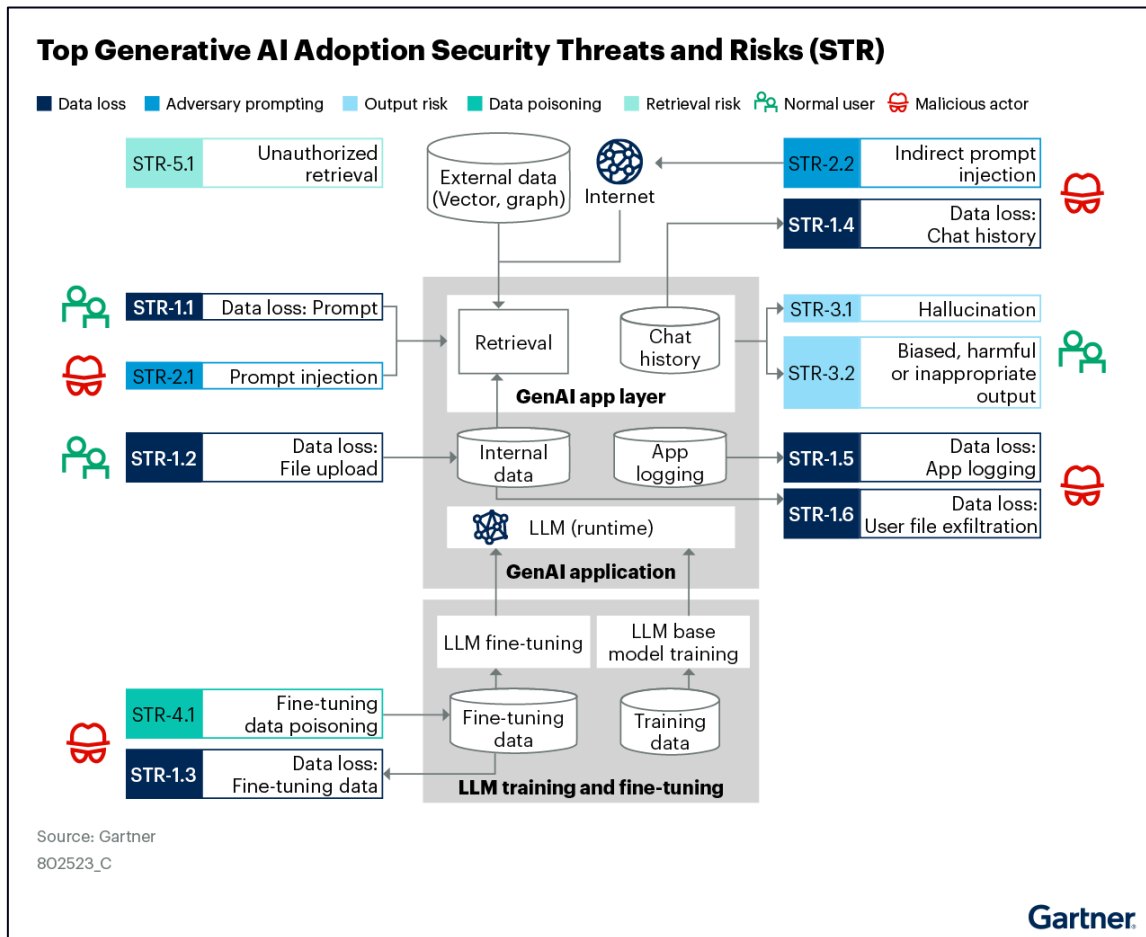 Top Generative AI Adoption Security Threats and Risks (STR)
Data loss
Adversary prompting
Output risk
Data poisoning
Retrieval risk
Normal user
Malicious actor
STR-5.1
Unauthorized
retrieval
External data
(Vector, graph)
Internet
STR-2.2
Indirect prompt
injection
STR-1.4
Data loss:
Chat history
STR-1.1
Data loss: Prompt
STR-2.1
Prompt injection
Retrieval
Chat
history
GenAI app layer
STR-3.1
Hallucination
STR-3.2
Biased, harmful
or inappropriate
output
STR-1.2
Data loss:
File upload
Internal
data
App
logging
STR-1.5
Data loss:
App logging
STR-1.6
Data loss:
User file exfiltration
LLM (runtime)
GenAI application
LLM fine-tuning
LLM base
model training
STR-4.1
Fine-tuning
data poisoning
Fine-tuning
data
Training
data
STR-1.3
Data loss:
Fine-tuning data
LLM training and fine-tuning
Source: Gartner
802523_C
Gartner